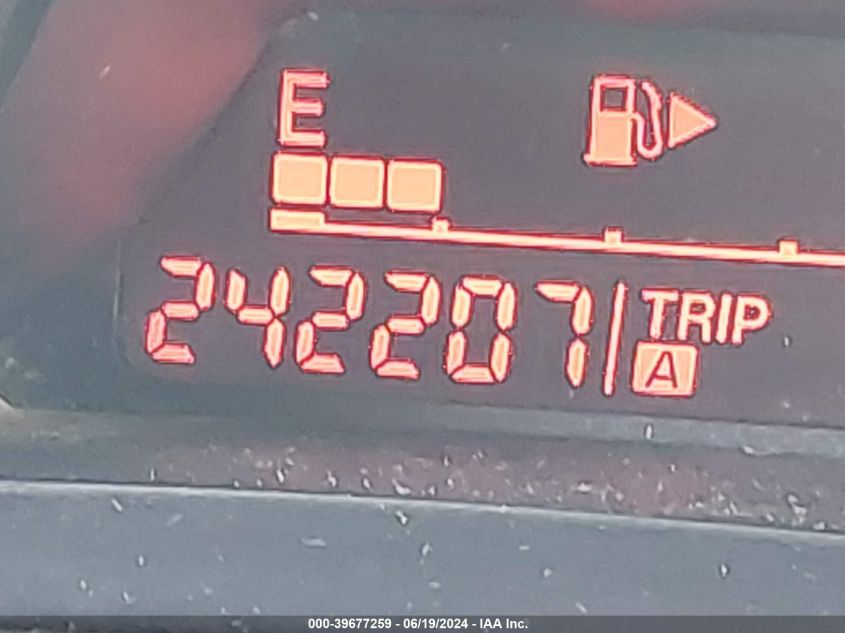 E
242207 TRIP
A
000-39677259 - 06/19/2024 - IAA Inc.